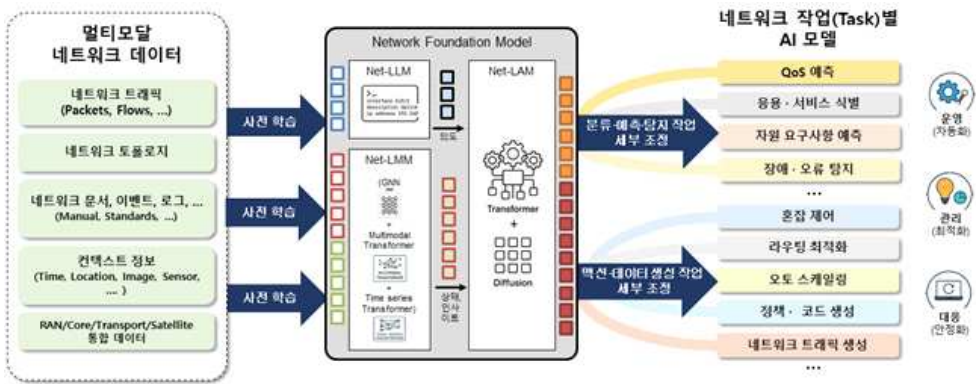 멀티모달
네트워크 데이터
네트워크 트래픽
(Packets, Flows, ...)
네트워크 토폴로지
네트워크 문서, 이벤트, 로그, ...
(Manual, Standards, ...)
컨텍스트 정보
(Time, Location, Image, Sensor,
.... )
RAN/Core/Transport/Satellite
통합 데이터
사전 학습
사전 학습
사전 학습
Network Foundation Model
Net-LLM
의도
Net-LMM
(GNN
+
Multimodal
Transformer
+
Time series
Transformer)
상태,
인사
이트
Net-LAM
Transformer
+
Diffusion
분류·예측·탐지 작업
세부 조정
액션·데이터 생성 작업
세부 조정
네트워크 작업(Task)별
AI 모델
QoS 예측
응용·서비스 식별
자원 요구사항 예측
장애·오류 탐지
...
혼잡 제어
라우팅 최적화
오토 스케일링
정책· 코드 생성
네트워크 트래픽 생성
...
운영
(자동화)
관리
(최적화)
대응
(안정화)